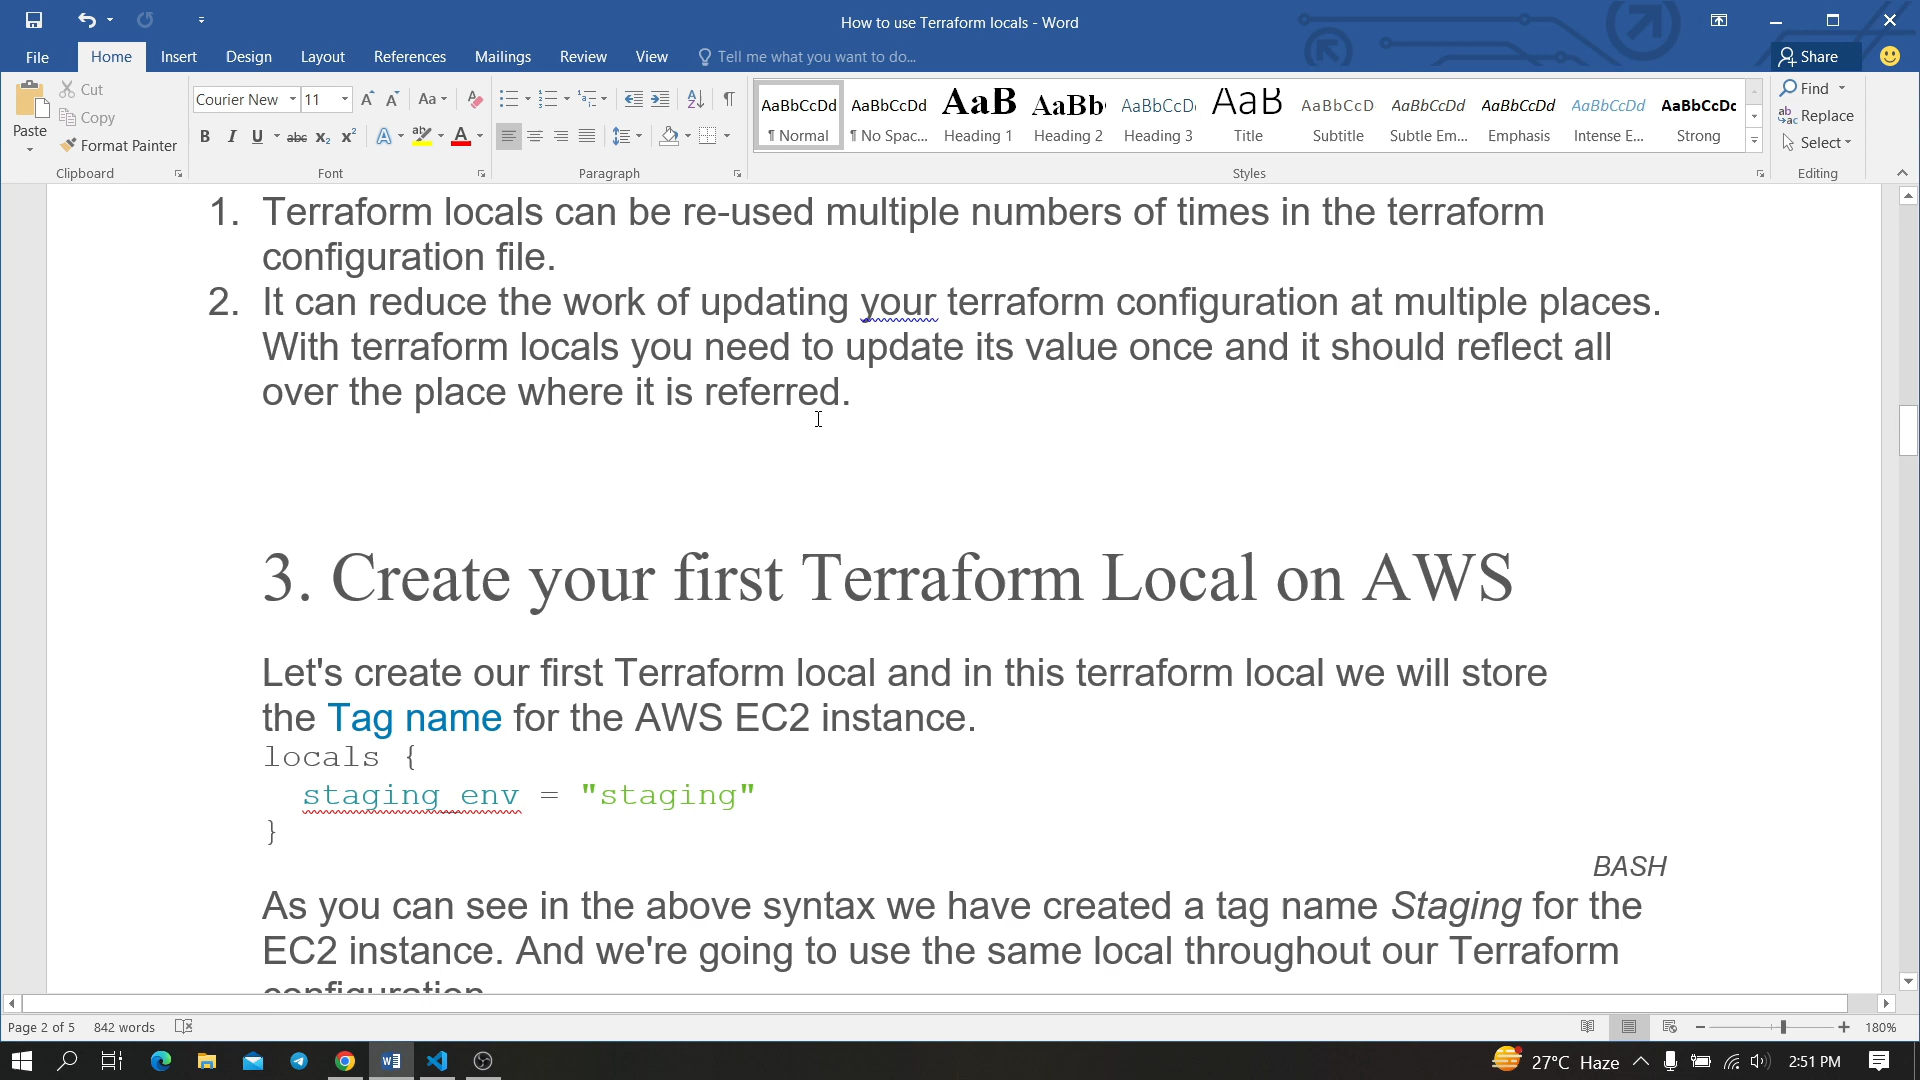 How to use Terraform locals - Word
File Home Insert Design Layout References Mailings Review View Tell me what you want to do... Share
Paste
Cut
Copy
Format Painter
Clipboard
Courier New 11
Aa
B I U abc X2 X2 A A
Font
Paragraph
AaBbCcDd AaBbCcDd AaB AaBb AaBbCcD AaB AaBbCcD AaBbCcDd AaBbCcDd AaBbCcDd AaBbCcDc
¶ Normal ¶ No Spac... Heading 1 Heading 2 Heading 3 Title Subtitle Subtle Em... Emphasis Intense E... Strong
Styles
Find
Replace
Select
Editing
1. Terraform locals can be re-used multiple numbers of times in the terraform
configuration file.
2. It can reduce the work of updating your terraform configuration at multiple places.
With terraform locals you need to update its value once and it should reflect all
over the place where it is referred.
3. Create your first Terraform Local on AWS
Let's create our first Terraform local and in this terraform local we will store
the Tag name for the AWS EC2 instance.
locals {
staging_env = "staging"
}
BASH
As you can see in the above syntax we have created a tag name Staging for the
EC2 instance. And we're going to use the same local throughout our Terraform
configuration
Page 2 of 5 842 words 180%
27°C Haze 2:51 PM